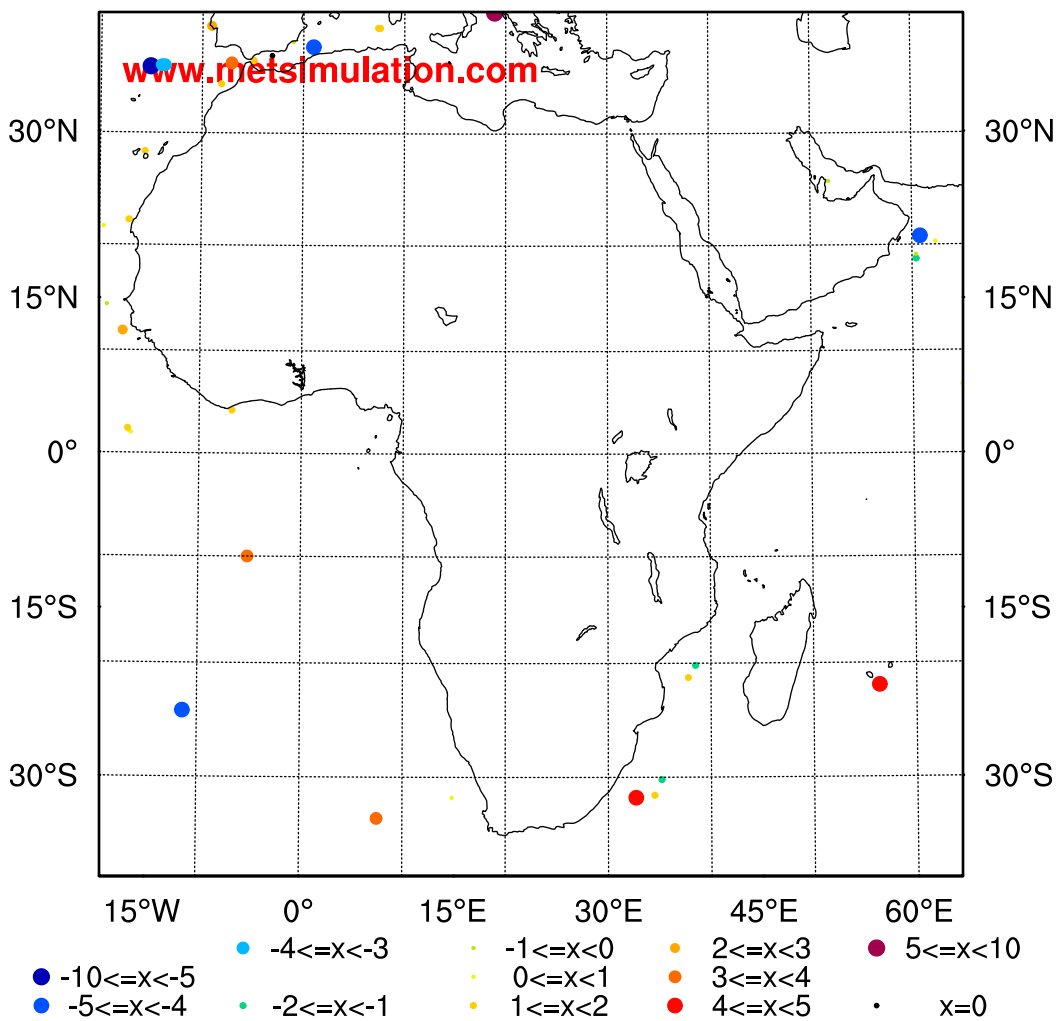 www.metsimulation.com
30°N 30°N
15°N 15°N
0° 0°
15°S 15°S
30°S 30°S
15°W 0° 15°E 30°E 45°E 60°E
-4<=x<-3 -1<=x<0 2<=x<3 5<=x<10
-10<=x<-5 0<=x<1 3<=x<4
-5<=x<-4 -2<=x<-1 1<=x<2 4<=x<5 x=0